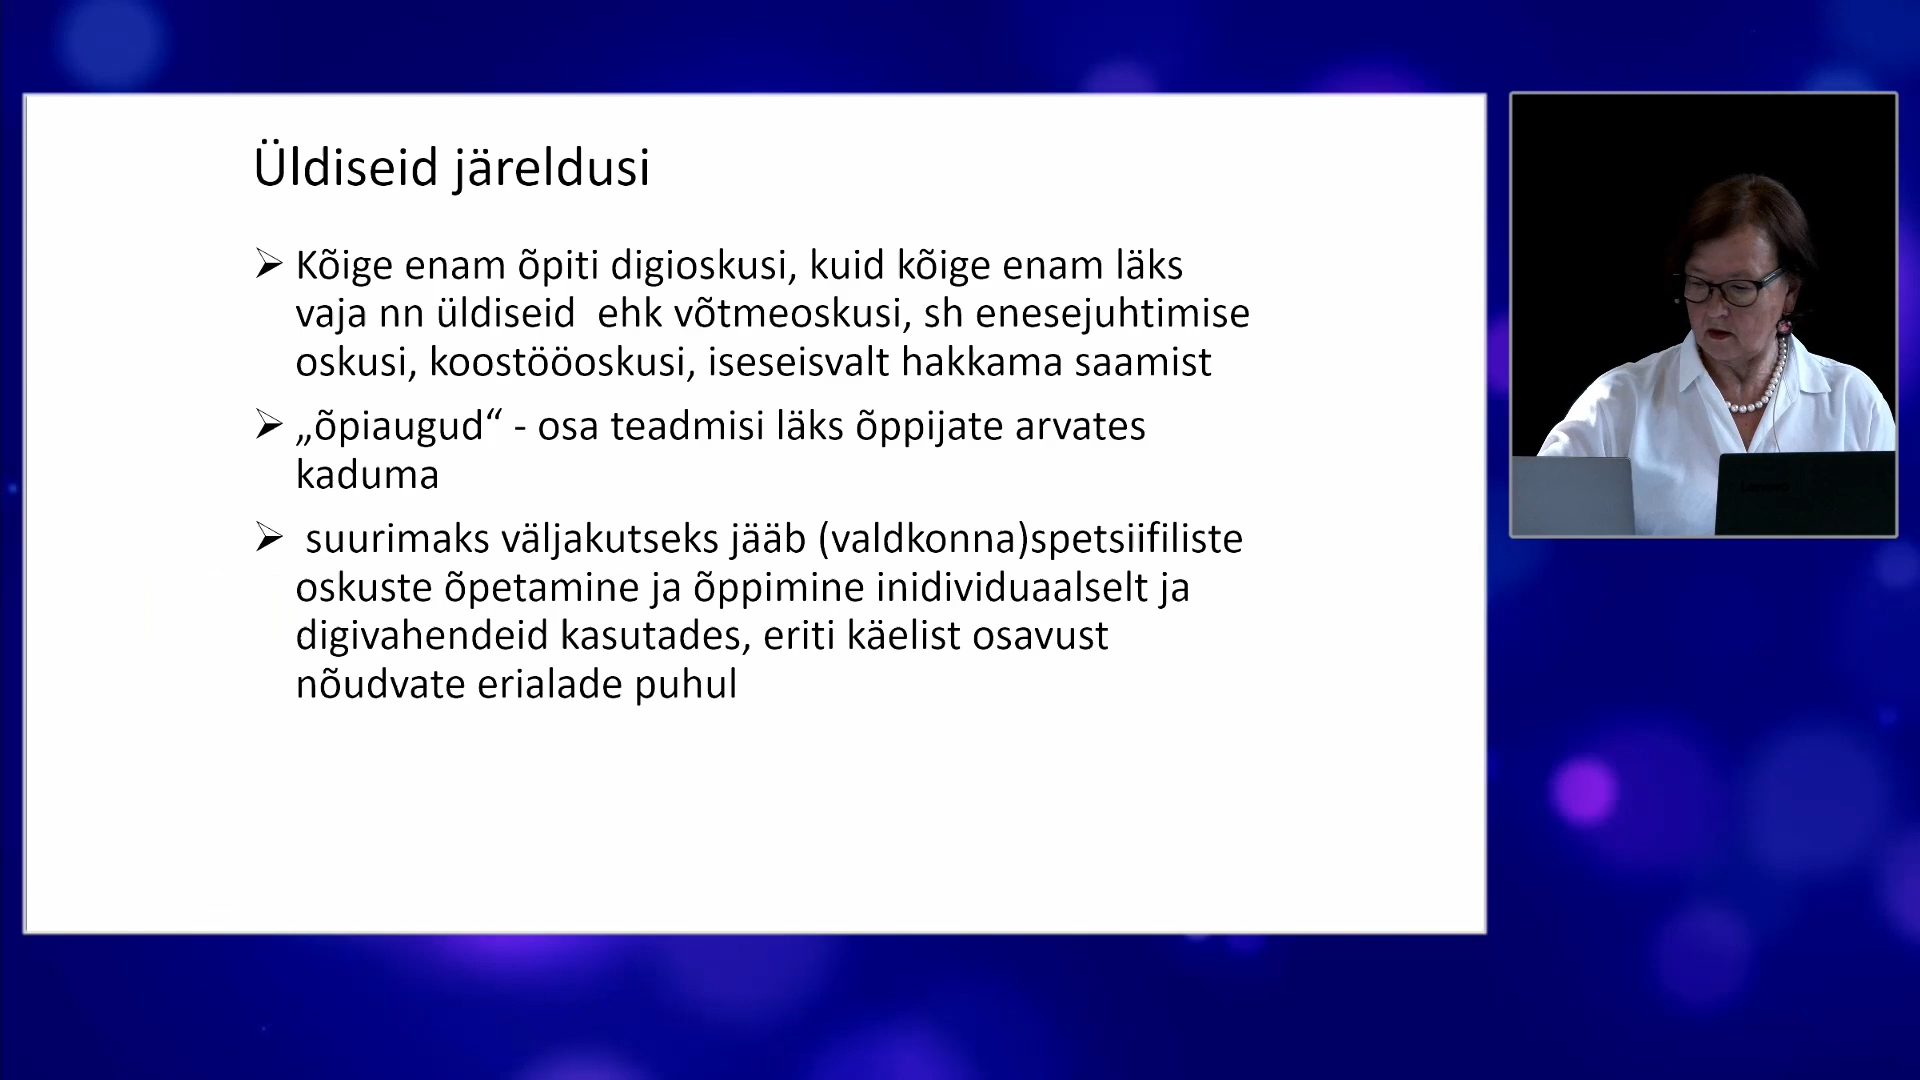 Üldiseid järeldusi
➢ Kõige enam õpiti digioskusi, kuid kõige enam läks
vaja nn üldiseid  ehk võtmeoskusi, sh enesejuhtimise
oskusi, koostööoskusi, iseseisvalt hakkama saamist
➢ „õpiaugud“ - osa teadmisi läks õppijate arvates
kaduma
➢ suurimaks väljakutseks jääb (valdkonna)spetsiifiliste
oskuste õpetamine ja õppimine inidividuaalselt ja
digivahendeid kasutades, eriti käelist osavust
nõudvate erialade puhul